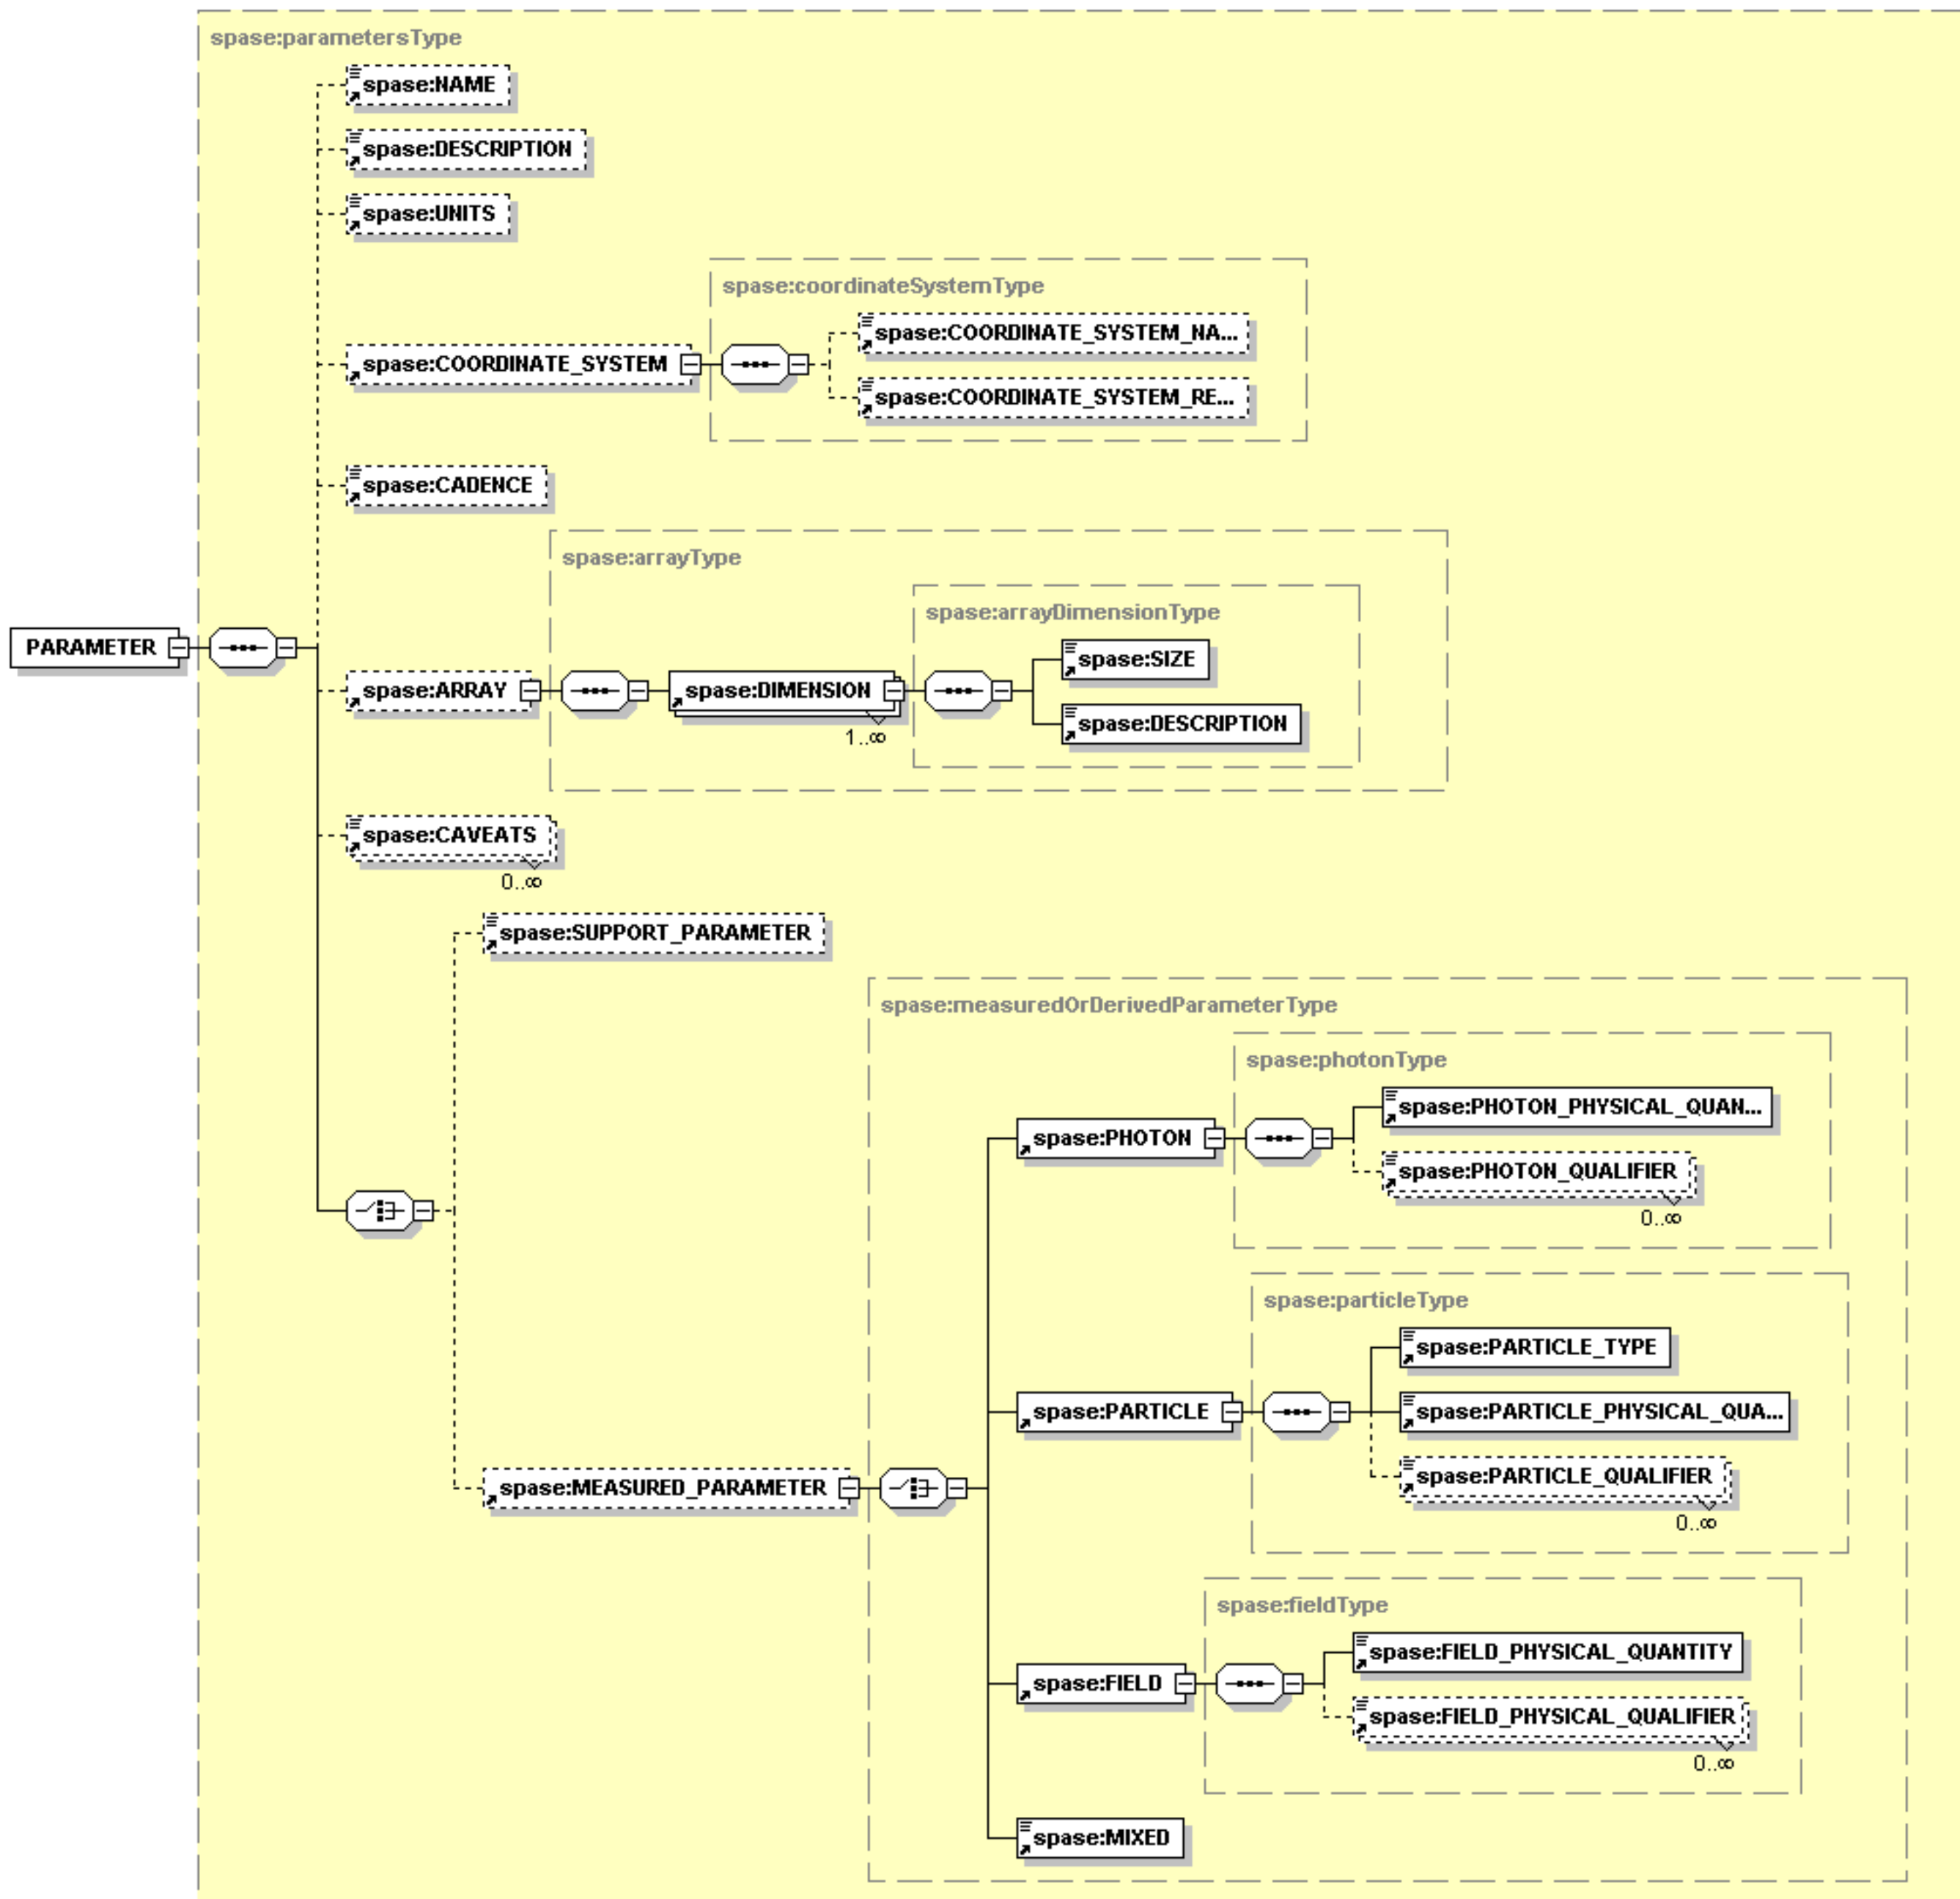 spase:parametersType
spase:NAME
spase:DESCRIPTION
spase:UNITS
spase:coordinateSystemType
spase:COORDINATE_SYSTEM_NA...
spase:COORDINATE_SYSTEM
spase:COORDINATE_SYSTEM_RE...
spase:CADENCE
spase:arrayType
spase:arrayDimensionType
PARAMETER
spase:SIZE
spase:ARRAY
spase:DIMENSION
spase:DESCRIPTION
1..∞
spase:CAVEATS
0..∞
spase:SUPPORT_PARAMETER
spase:measuredOrDerivedParameterType
spase:photonType
spase:PHOTON_PHYSICAL_QUAN...
spase:PHOTON
spase:PHOTON_QUALIFIER
0..∞
spase:particleType
spase:PARTICLE_TYPE
spase:PARTICLE
spase:PARTICLE_PHYSICAL_QUA...
spase:PARTICLE_QUALIFIER
spase:MEASURED_PARAMETER
0..∞
spase:fieldType
spase:FIELD_PHYSICAL_QUANTITY
spase:FIELD
spase:FIELD_PHYSICAL_QUALIFIER
0..∞
spase:MIXED